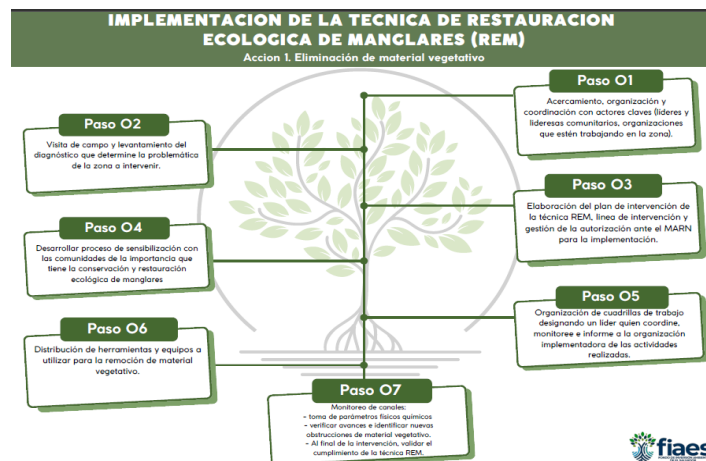 IMPLEMENTACION DE LA TECNICA DE RESTAURACION
ECOLOGICA DE MANGLARES (REM)
Accion 1. Eliminación de material vegetativo
Paso 01
Acercamiento, organización y
coordinación con actores claves (líderes y
lideresas comunitarios, organizaciones
que estén trabajando en la zona).
Paso 02
Visita de campo y levantamiento del
diagnóstico que determine la problemática
de la zona a intervenir.
Paso 03
Elaboración del plan de intervención de
la técnica REM, línea de intervención y
gestión de la autorización ante el MARN
para la implementación.
Paso 04
Desarrollar proceso de sensibilización con
las comunidades de la importancia que
tiene la conservación y restauración
ecológica de manglares
Paso 05
Organización de cuadrillas de trabajo
designando un líder quien coordine,
monitoree e informe a la organización
implementadora de las actividades
realizadas.
Paso 06
Distribución de herramientas y equipos a
utilizar para la remoción de material
vegetativo.
Paso 07
Monitoreo de canales:
- toma de parámetros físicos químicos
- verificar avances e identificar nuevas
obstrucciones de material vegetativo.
- Al final de la intervención, validar el
cumplimiento de la técnica REM.
fiaes